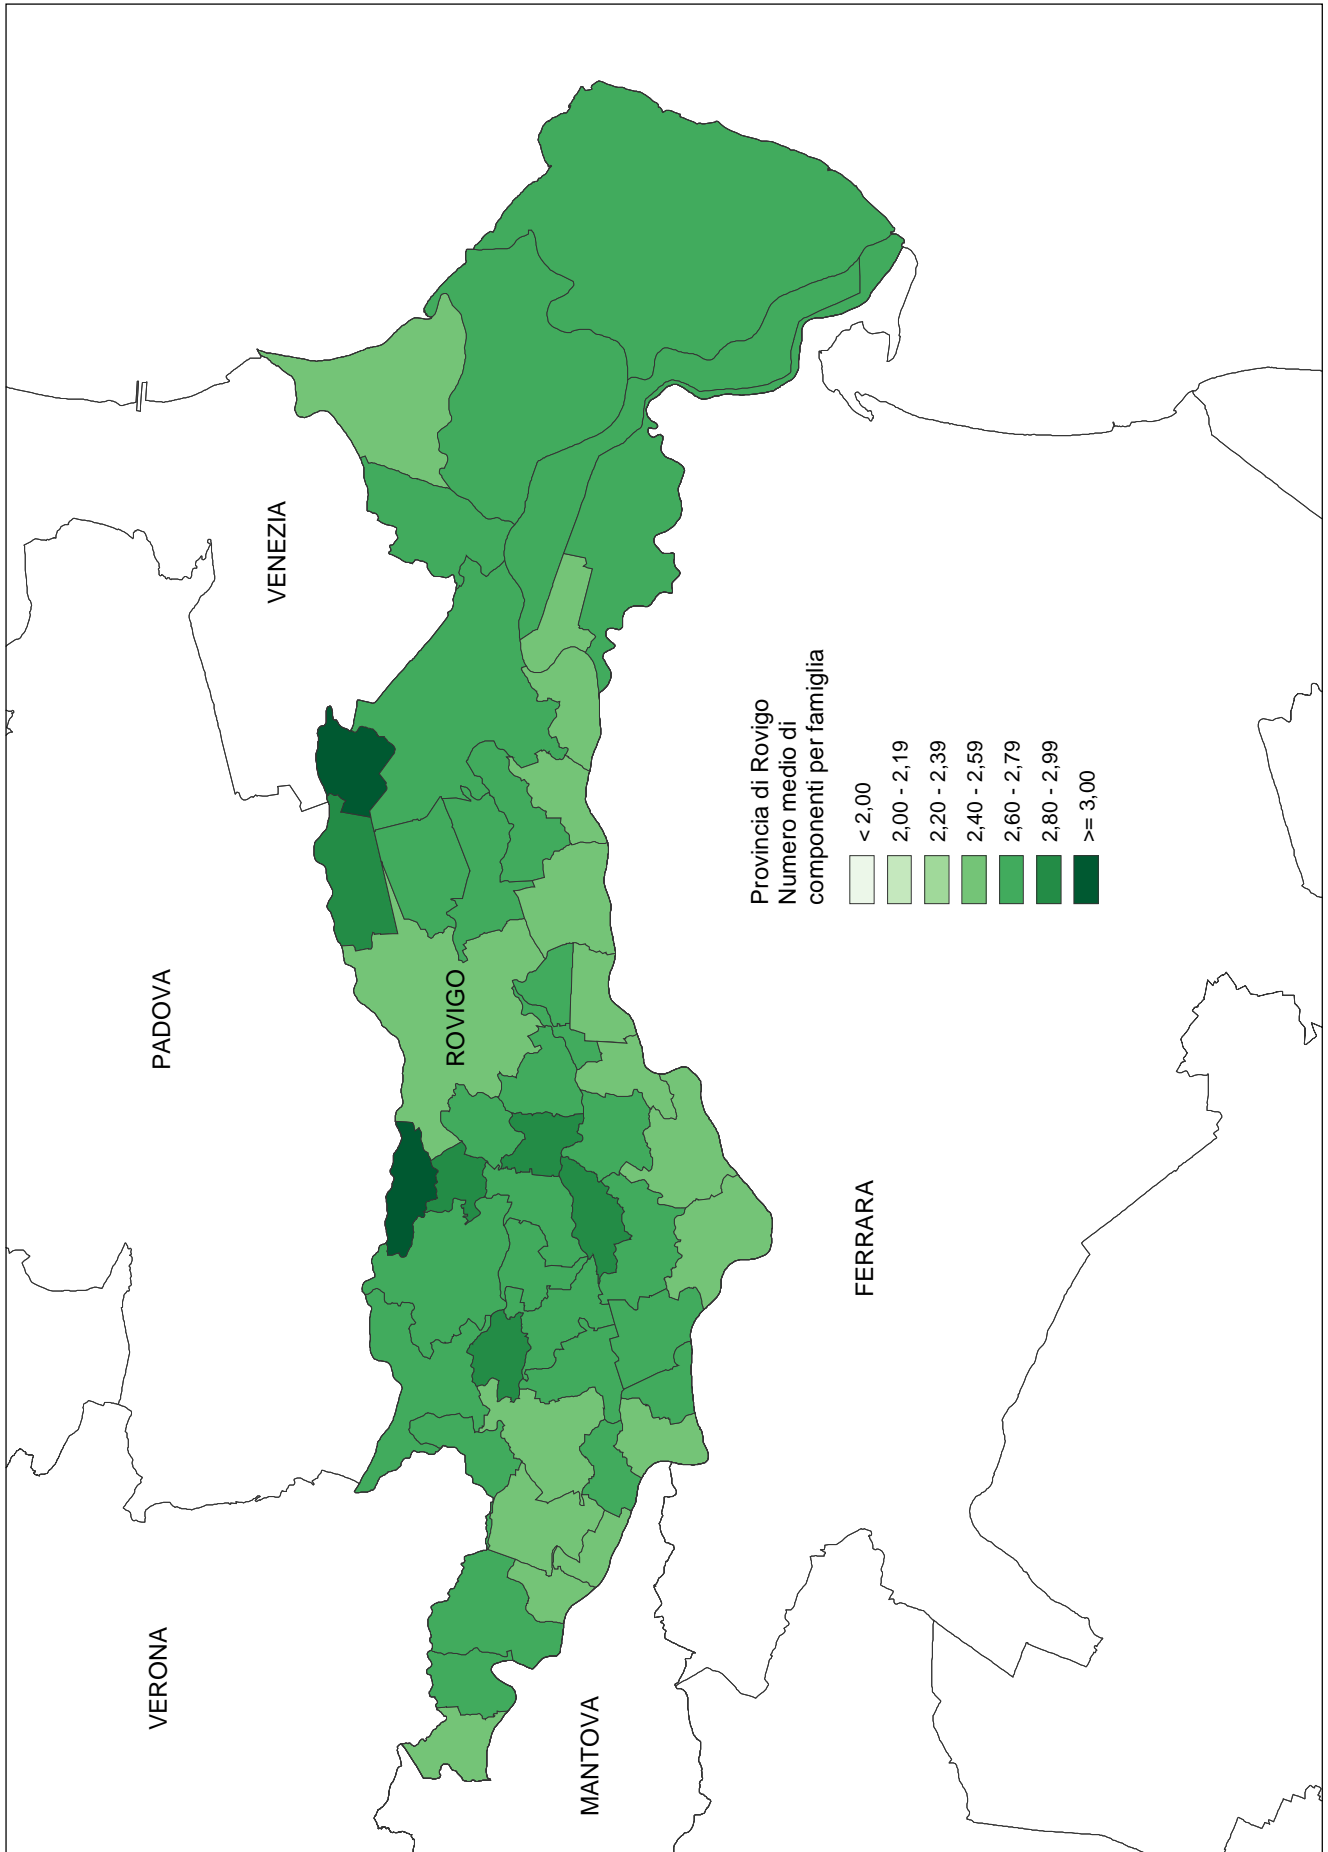 VENEZIA
PADOVA
ROVIGO
VERONA
MANTOVA
FERRARA
Provincia di Rovigo
Numero medio di
componenti per famiglia
< 2,00
2,00 - 2,19
2,20 - 2,39
2,40 - 2,59
2,60 - 2,79
2,80 - 2,99
>= 3,00